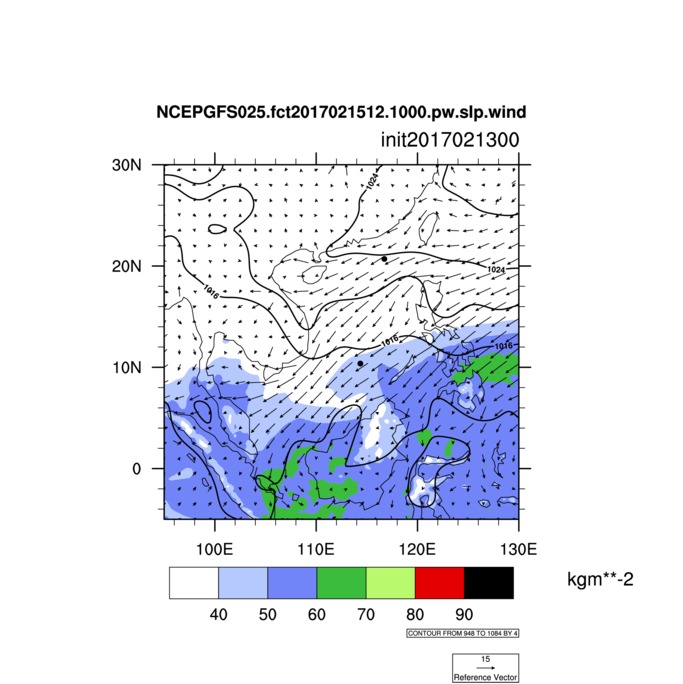 NCEPGFS025.fct2017021512.1000.pw.slp.wind
init2017021300
30N
20N
10N
0
1024
1024
1016
1016
1016
100E 110E 120E 130E
kgm**-2
40 50 60 70 80 90
CONTOUR FROM 948 TO 1084 BY 4
15
Reference Vector